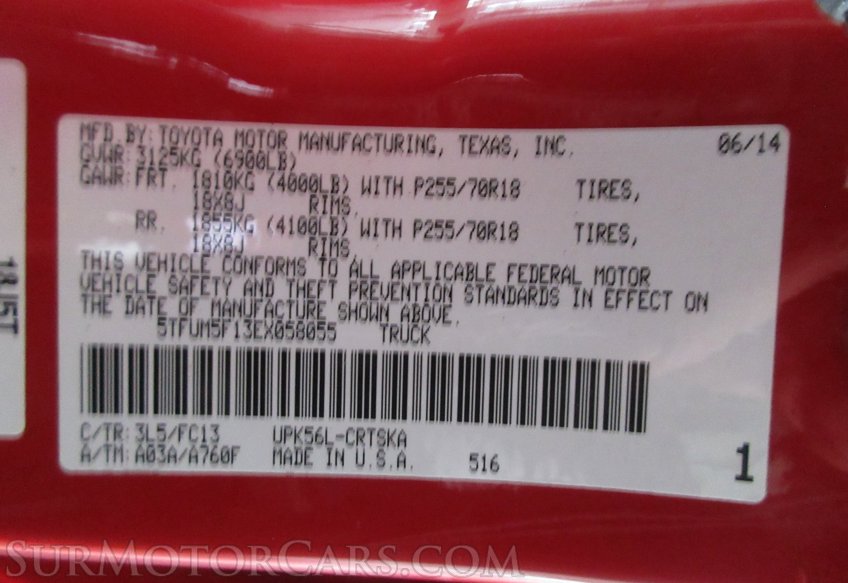 MFD. BY: TOYOTA MOTOR MANUFACTURING, TEXAS, INC. 06/14
GVWR: 3125KG (6900LB)
GAWR: FRT. 1810KG (4000LB) WITH P255/70R18 TIRES,
18X8J RIMS,
RR. 1855KG (4100LB) WITH P255/70R18 TIRES,
18X8J RIMS,
THIS VEHICLE CONFORMS TO ALL APPLICABLE FEDERAL MOTOR
VEHICLE SAFETY AND THEFT PREVENTION STANDARDS IN EFFECT ON
THE DATE OF MANUFACTURE SHOWN ABOVE.
5TFUM5F13EX058055 TRUCK
C/TR: 3L5/FC13 UPK56L-CRTSKA
A/TM: A03A/A760F MADE IN U.S.A. 516
1
SurMotorCars.com